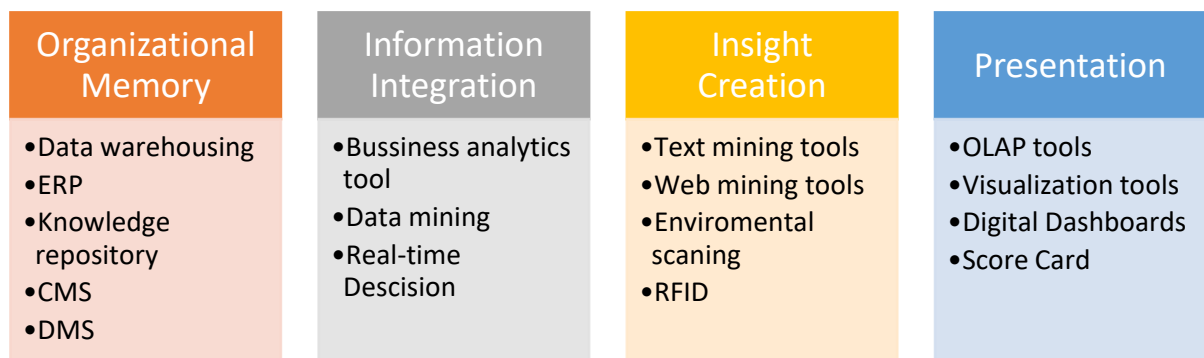 Organizational
Memory
•Data warehousing
•ERP
•Knowledge
repository
•CMS
•DMS
Information
Integration
•Bussiness analytics
tool
•Data mining
•Real-time
Descision
Insight
Creation
•Text mining tools
•Web mining tools
•Enviromental
scaning
•RFID
Presentation
•OLAP tools
•Visualization tools
•Digital Dashboards
•Score Card